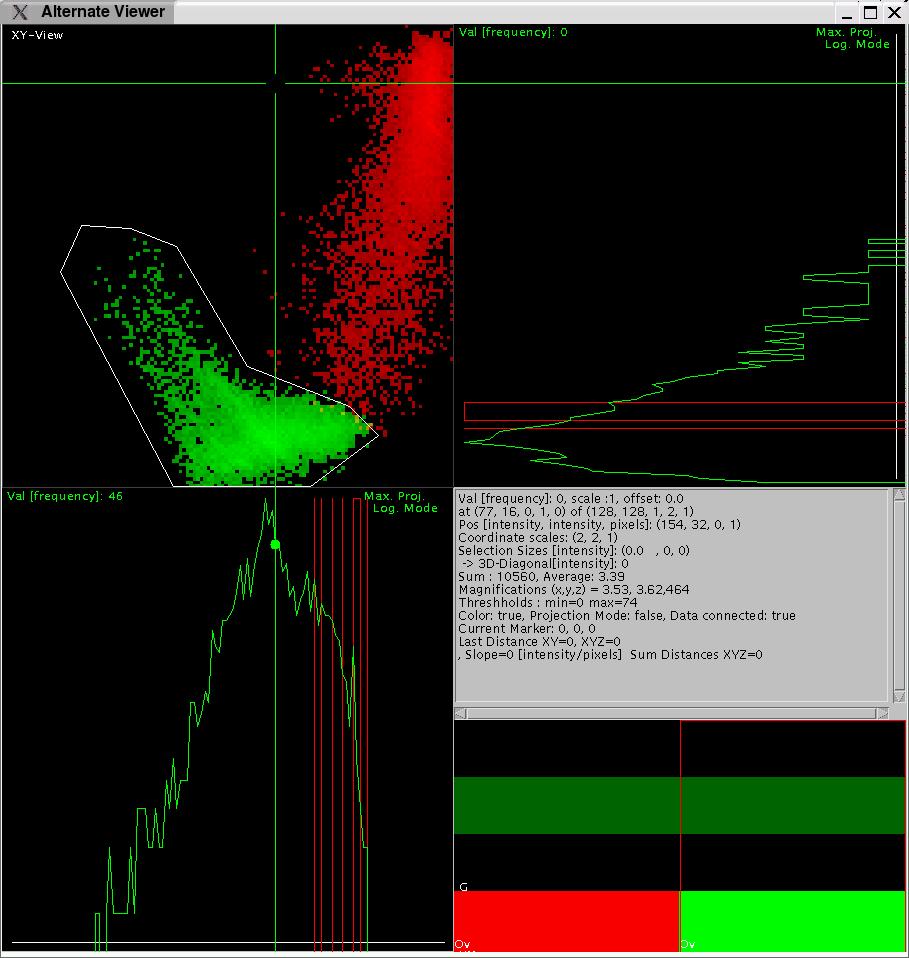 Alternate Viewer
XY-View
Val [frequency]: 0
Max. Proj.
Log. Mode
Val [frequency]: 46
Max. Proj.
Log. Mode
Val [frequency]: 0, scale :1, offset: 0.0
at (77, 16, 0, 1, 0) of (128, 128, 1, 2, 1)
Pos [intensity, intensity, pixels]: (154, 32, 0, 1)
Coordinate scales: (2, 2, 1)
Selection Sizes [intensity]: (0.0 , 0, 0)
-> 3D-Diagonal[intensity]: 0
Sum : 10560, Average: 3.39
Magnifications (x,y,z) = 3.53, 3.62,464
Threshholds : min=0 max=74
Color: true, Projection Mode: false, Data connected: true
Current Marker: 0, 0, 0
Last Distance XY=0, XYZ=0
, Slope=0 [intensity/pixels] Sum Distances XYZ=0
G
Ov
Ov